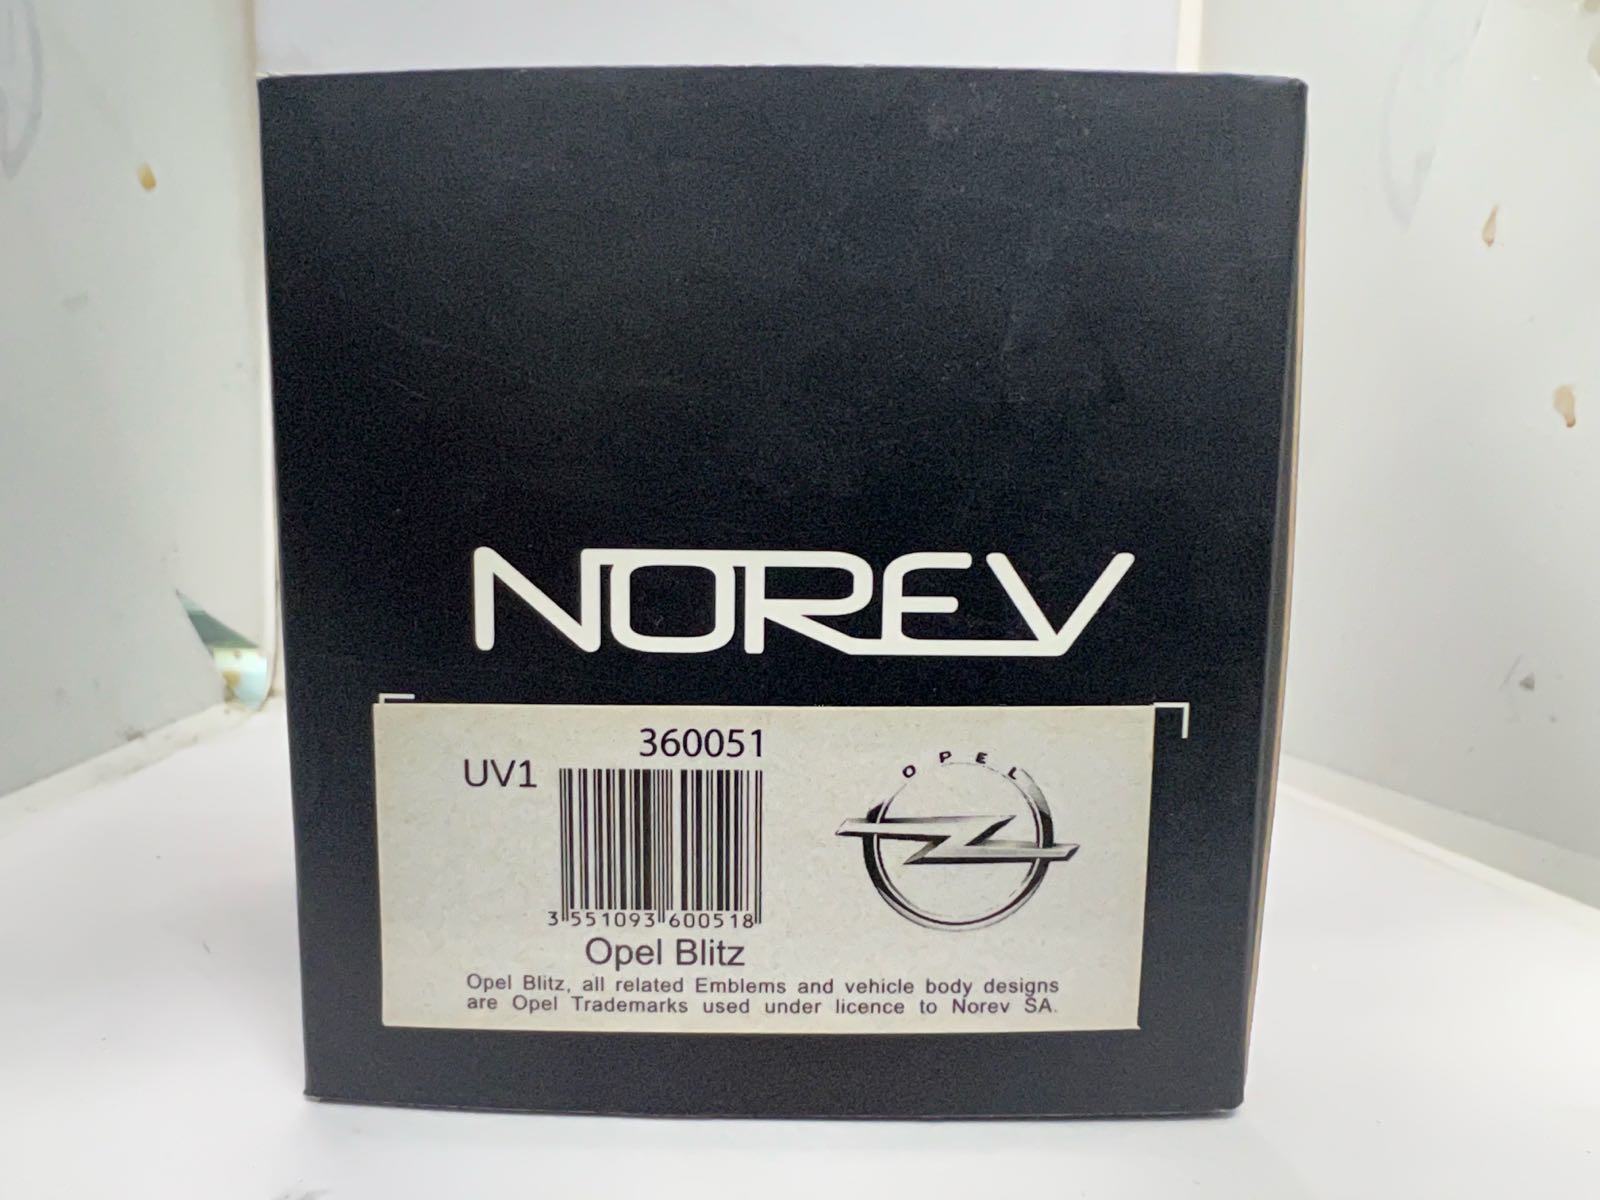 NOREV
360051
UV1
OPEL
3 551093 600518
Opel Blitz
Opel Blitz, all related Emblems and vehicle body designs
are Opel Trademarks used under licence to Norev SA.